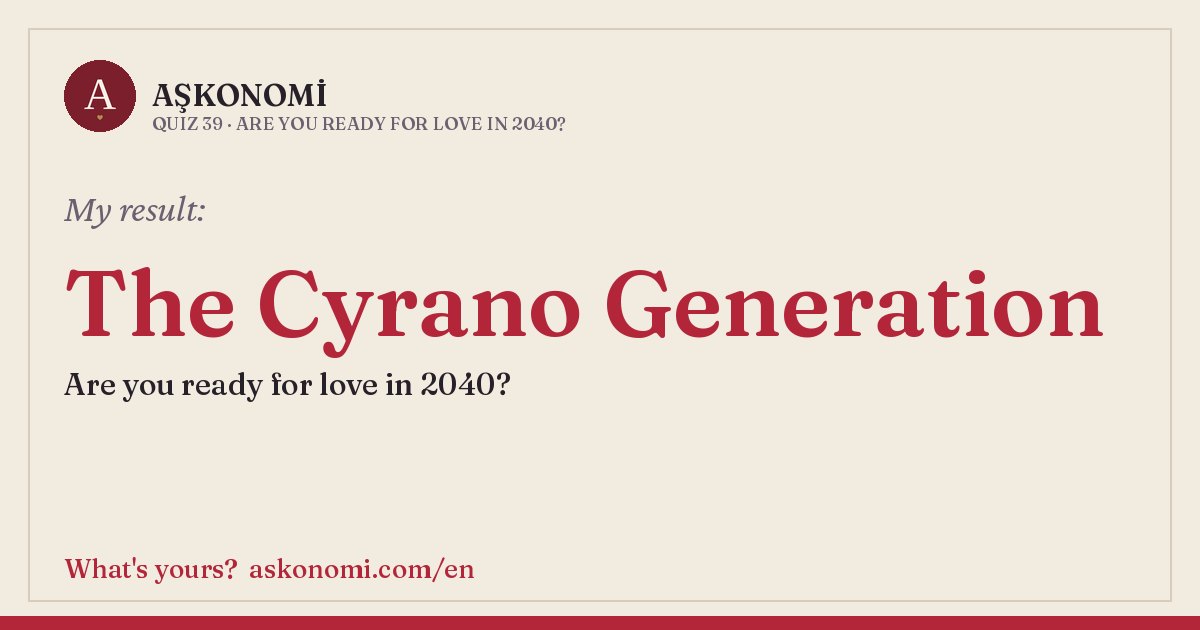 A
AŞKONOMİ
QUIZ 39 · ARE YOU READY FOR LOVE IN 2040?
My result:
The Cyrano Generation
Are you ready for love in 2040?
What's yours? askonomi.com/en